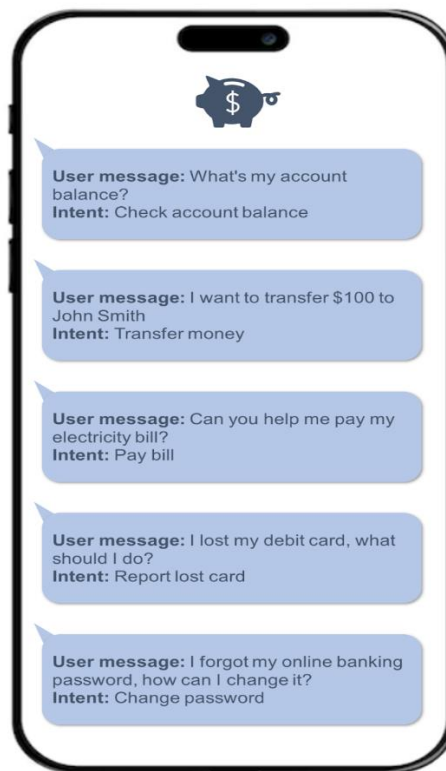 $
User message: What's my account
balance?
Intent: Check account balance
User message: I want to transfer $100 to
John Smith
Intent: Transfer money
User message: Can you help me pay my
electricity bill?
Intent: Pay bill
User message: I lost my debit card, what
should I do?
Intent: Report lost card
User message: I forgot my online banking
password, how can I change it?
Intent: Change password